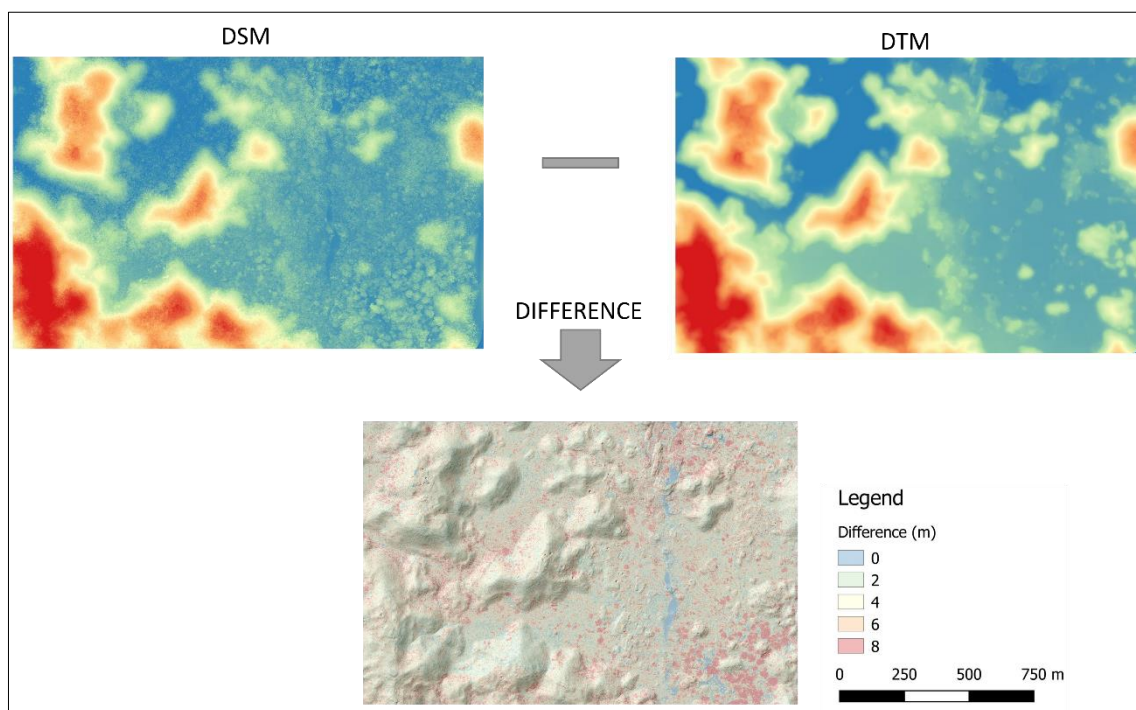 DSM
DTM
DIFFERENCE
Legend
Difference (m)
0
2
4
6
8
0 250 500 750 m